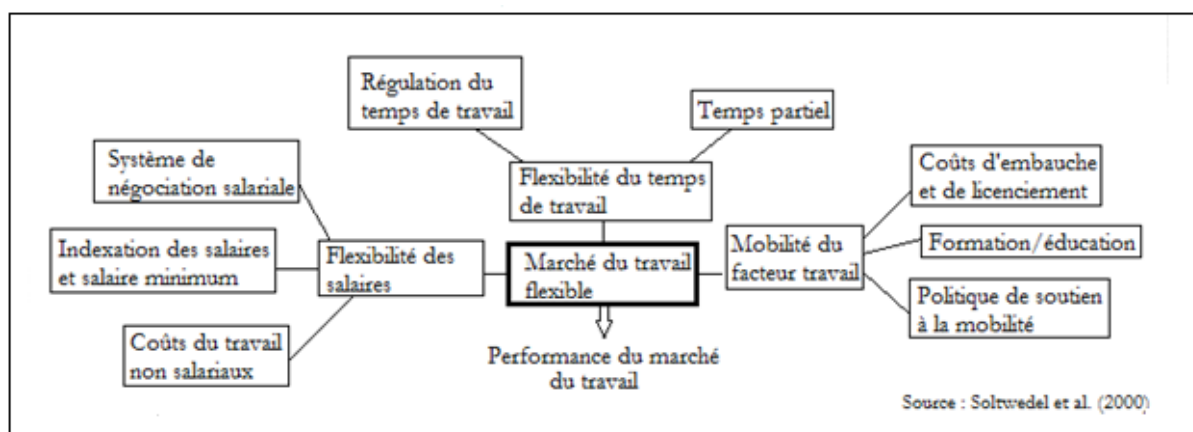 Régulation du
temps de travail
Temps partiel
Système de
négociation salariale
Flexibilité du temps
de travail
Coûts d'embauche
et de licenciement
Indexation des salaires
et salaire minimum
Flexibilité des
salaires
Marché du travail
flexible
Mobilité du
facteur travail
Formation/éducation
Politique de soutien
à la mobilité
Coûts du travail
non salariaux
Performance du marché
du travail
Source : Soltwedel et al. (2000)